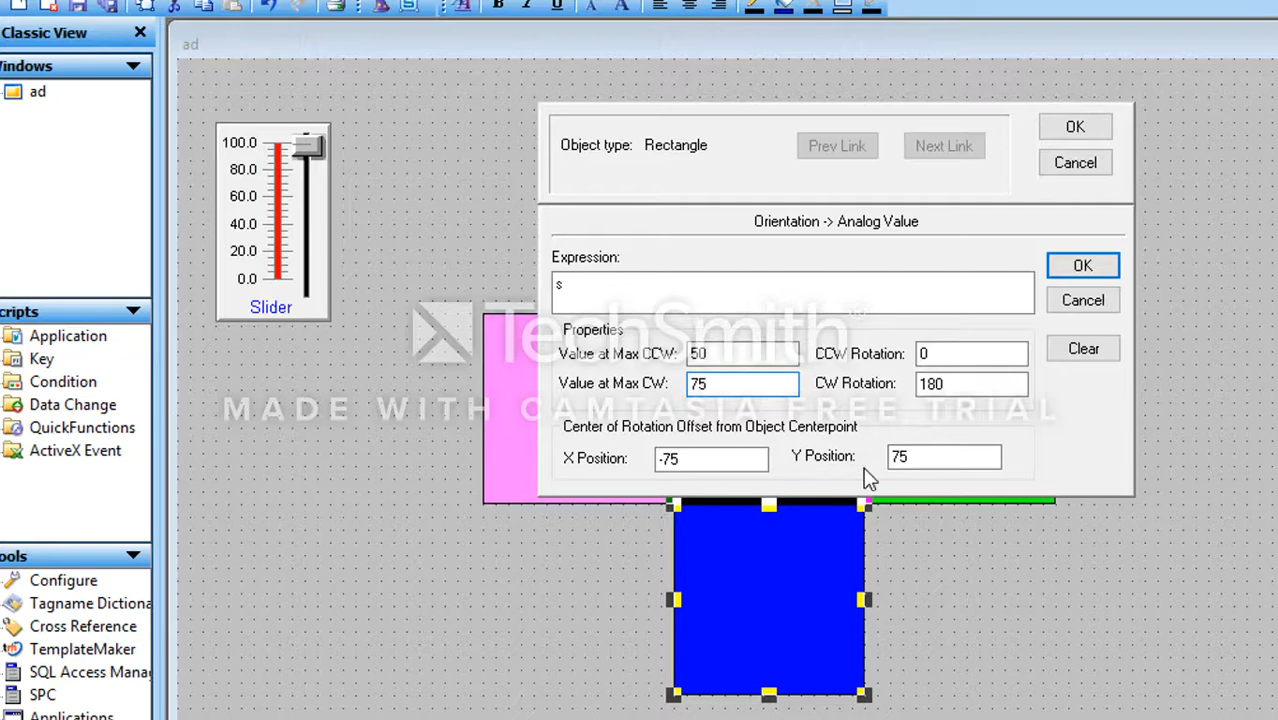 Classic View
Windows
ad
Scripts
Application
Key
Condition
Data Change
QuickFunctions
ActiveX Event
Tools
Configure
Tagname Dictiona
Cross Reference
TemplateMaker
SQL Access Mana
SPC
Applications
B I U
ad
100.0
80.0
60.0
40.0
20.0
0.0
Slider
Object type: Rectangle
Prev Link
Next Link
OK
Cancel
Orientation -> Analog Value
Expression:
s
OK
Cancel
Clear
Properties
Value at Max CCW: 50 CCW Rotation: 0
Value at Max CW: 75 CW Rotation: 180
Center of Rotation Offset from Object Centerpoint
X Position: -75 Y Position: 75
TechSmith
MADE WITH CAMTASIA FREE TRIAL